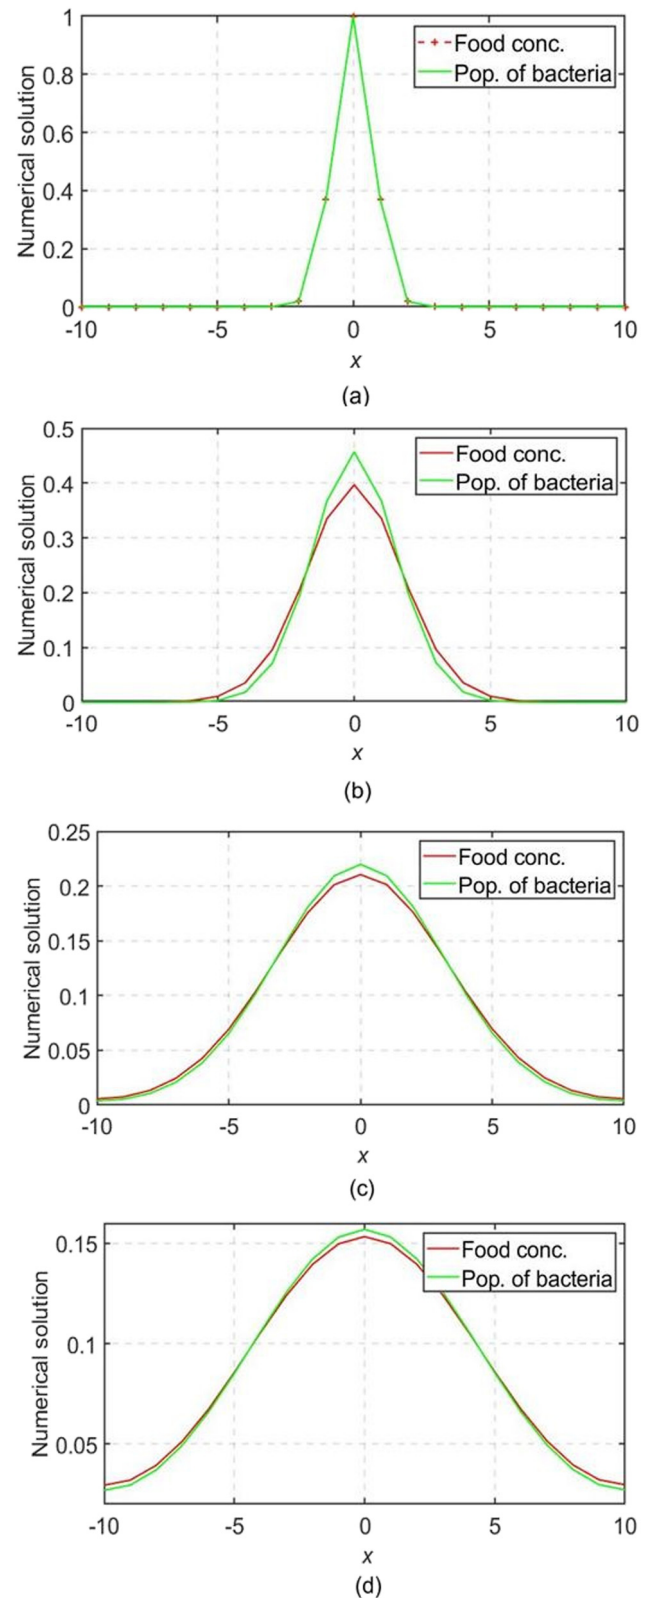 1
0.8
0.6
0.4
0.2
0
Numerical solution
Food conc.
Pop. of bacteria
-10 -5 0 5 10
x
(a)
0.5
0.4
0.3
0.2
0.1
0
Numerical solution
Food conc.
Pop. of bacteria
-10 -5 0 5 10
x
(b)
0.25
0.2
0.15
0.1
0.05
0
Numerical solution
Food conc.
Pop. of bacteria
-10 -5 0 5 10
x
(c)
0.15
0.1
0.05
Numerical solution
Food conc.
Pop. of bacteria
-10 -5 0 5 10
x
(d)